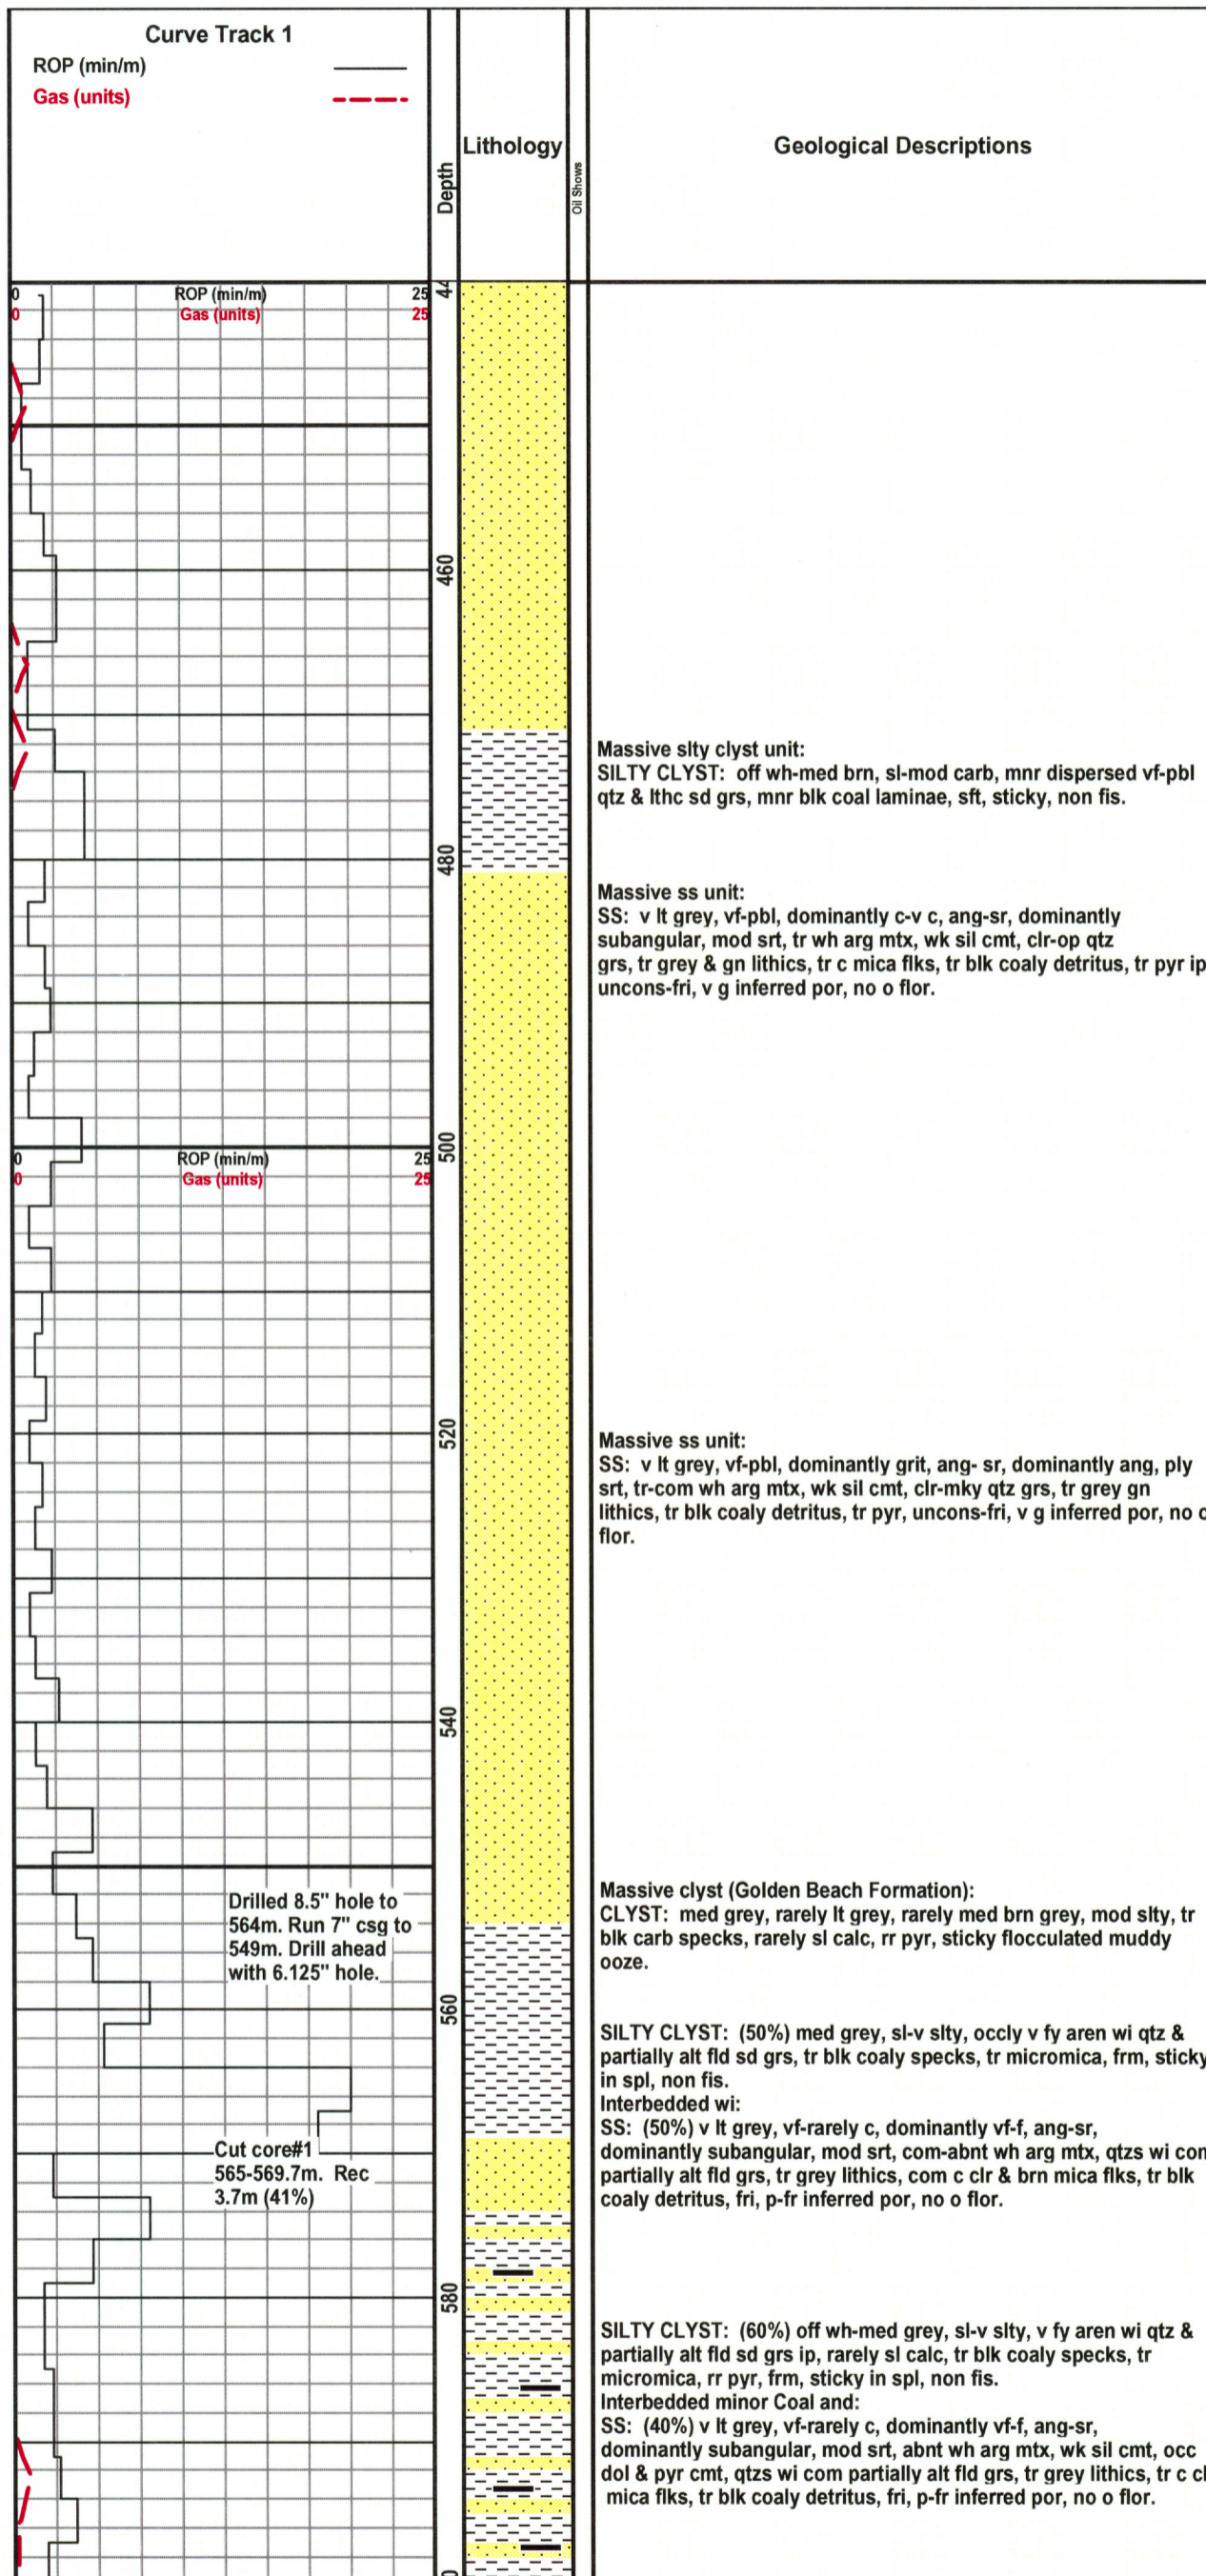 Curve Track 1
ROP (min/m)
Gas (units)
Depth
Lithology
Oil Shows
Geological Descriptions
0 ROP (min/m) 25
0 Gas (units) 25
44
460
Massive slty clyst unit:
SILTY CLYST: off wh-med brn, sl-mod carb, mnr dispersed vf-pbl
qtz & lthc sd grs, mnr blk coal laminae, sft, sticky, non fis.
480
Massive ss unit:
SS: v lt grey, vf-pbl, dominantly c-v c, ang-sr, dominantly
subangular, mod srt, tr wh arg mtx, wk sil cmt, clr-op qtz
grs, tr grey & gn lithics, tr c mica flks, tr blk coaly detritus, tr pyr ip
uncons-fri, v g inferred por, no o flor.
500
0 ROP (min/m) 25
0 Gas (units) 25
520
Massive ss unit:
SS: v lt grey, vf-pbl, dominantly grit, ang- sr, dominantly ang, ply
srt, tr-com wh arg mtx, wk sil cmt, clr-mky qtz grs, tr grey gn
lithics, tr blk coaly detritus, tr pyr, uncons-fri, v g inferred por, no o
flor.
540
Drilled 8.5" hole to
564m. Run 7" csg to
549m. Drill ahead
with 6.125" hole.
Massive clyst (Golden Beach Formation):
CLYST: med grey, rarely lt grey, rarely med brn grey, mod slty, tr
blk carb specks, rarely sl calc, rr pyr, sticky flocculated muddy
ooze.
560
SILTY CLYST: (50%) med grey, sl-v slty, occly v fy aren wi qtz &
partially alt fld sd grs, tr blk coaly specks, tr micromica, frm, sticky
in spl, non fis.
Interbedded wi:
SS: (50%) v lt grey, vf-rarely c, dominantly vf-f, ang-sr,
dominantly subangular, mod srt, com-abnt wh arg mtx, qtzs wi com
partially alt fld grs, tr grey lithics, com c clr & brn mica flks, tr blk
coaly detritus, fri, p-fr inferred por, no o flor.
Cut core#1
565-569.7m. Rec
3.7m (41%)
580
SILTY CLYST: (60%) off wh-med grey, sl-v slty, v fy aren wi qtz &
partially alt fld sd grs ip, rarely sl calc, tr blk coaly specks, tr
micromica, rr pyr, frm, sticky in spl, non fis.
Interbedded minor Coal and:
SS: (40%) v lt grey, vf-rarely c, dominantly vf-f, ang-sr,
dominantly subangular, mod srt, abnt wh arg mtx, wk sil cmt, occ
dol & pyr cmt, qtzs wi com partially alt fld grs, tr grey lithics, tr c cl
mica flks, tr blk coaly detritus, fri, p-fr inferred por, no o flor.